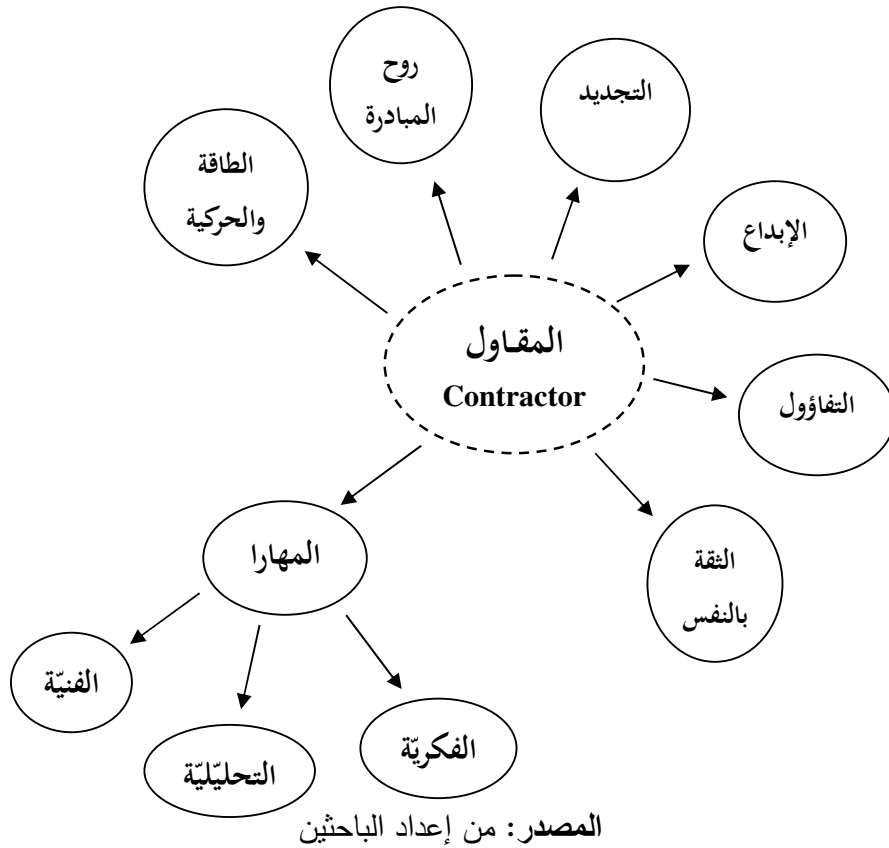 روح
المبادرة
التجديد
الطاقة
والحركية
الإبداع
المقـاول
Contractor
التفاؤول
المهارا
الثقة
بالنفس
الفنيّة
الفكريّة
التحليّليّة
المصدر: من إعداد الباحثين